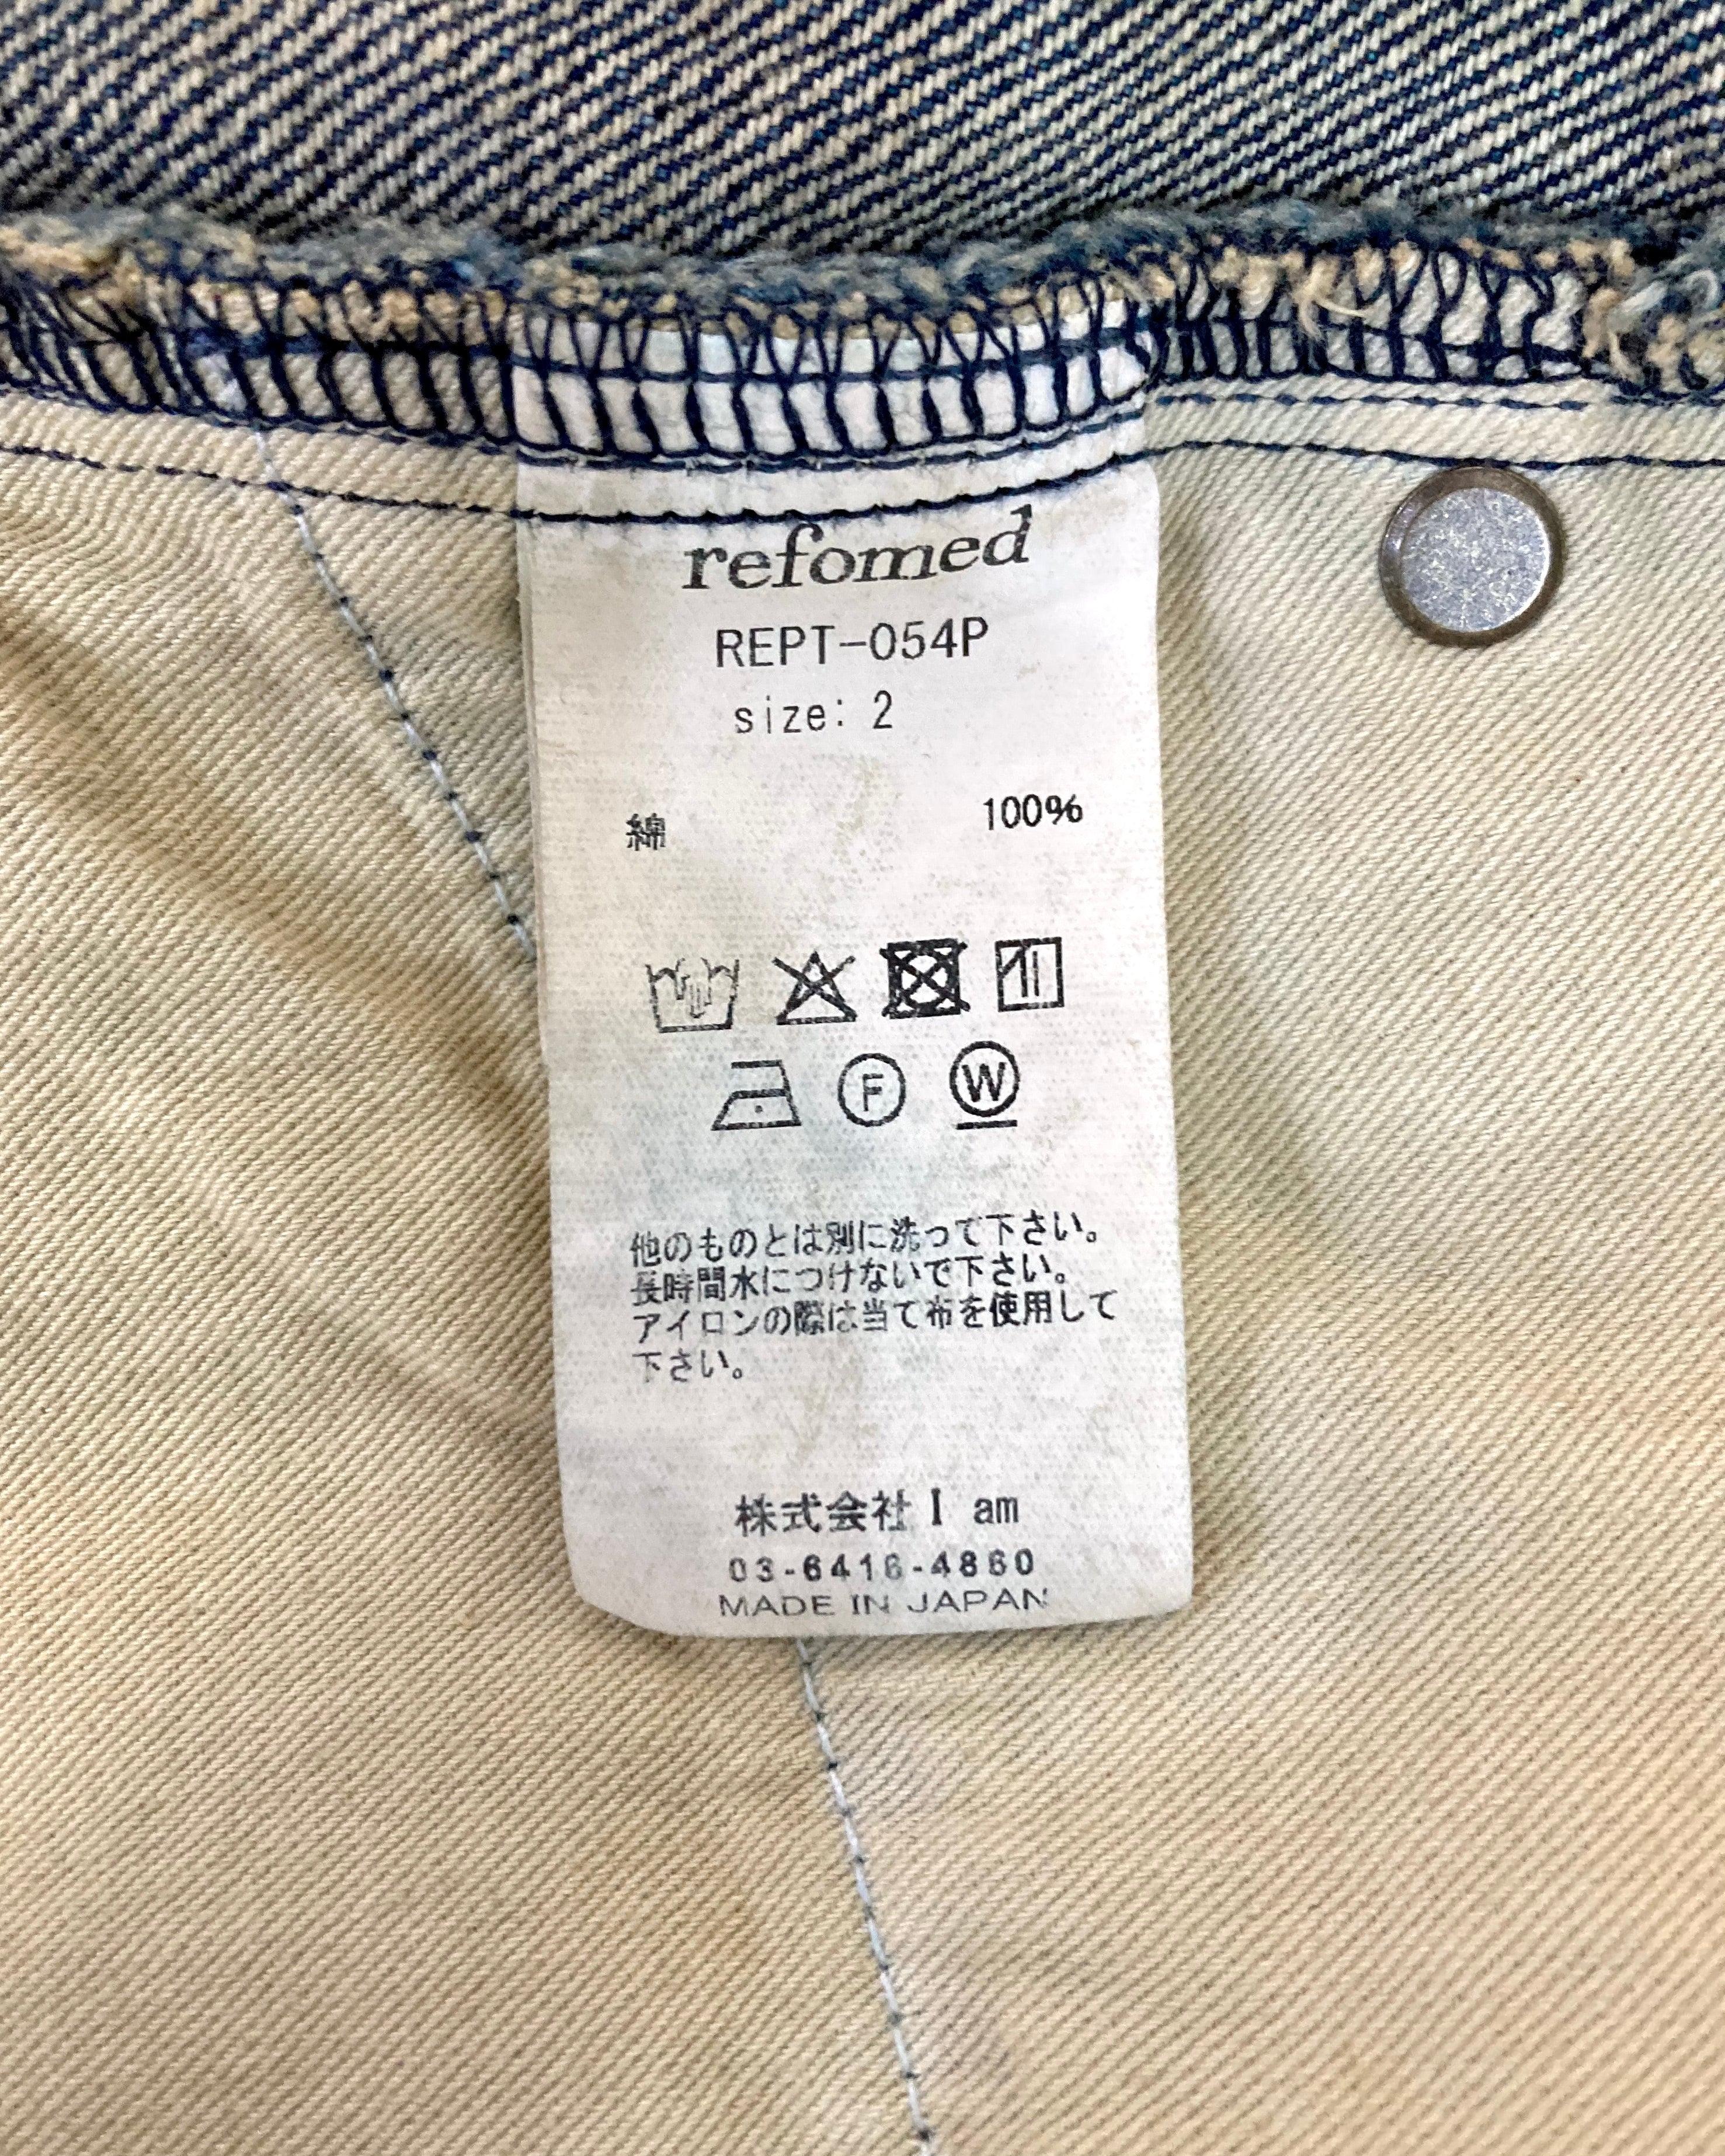 refomed
REPT-054P
size: 2
綿 100%
F W
他のものとは別に洗って下さい。
長時間水につけないで下さい。
アイロンの際は当て布を使用して
下さい。
株式会社 I am
03-6416-4860
MADE IN JAPAN